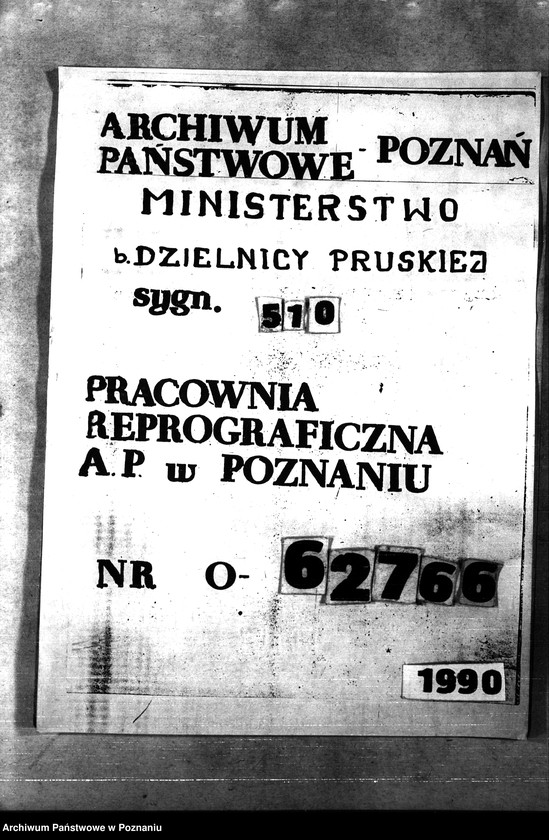 ARCHIWUM
PAŃSTWOWE - POZNAŃ
MINISTERSTWO
b. DZIELNICY PRUSKIEJ
sygn. 510
PRACOWNIA
REPROGRAFICZNA
A.P. w POZNANIU
NR O- 62766
1990
Archiwum Państwowe w Poznaniu